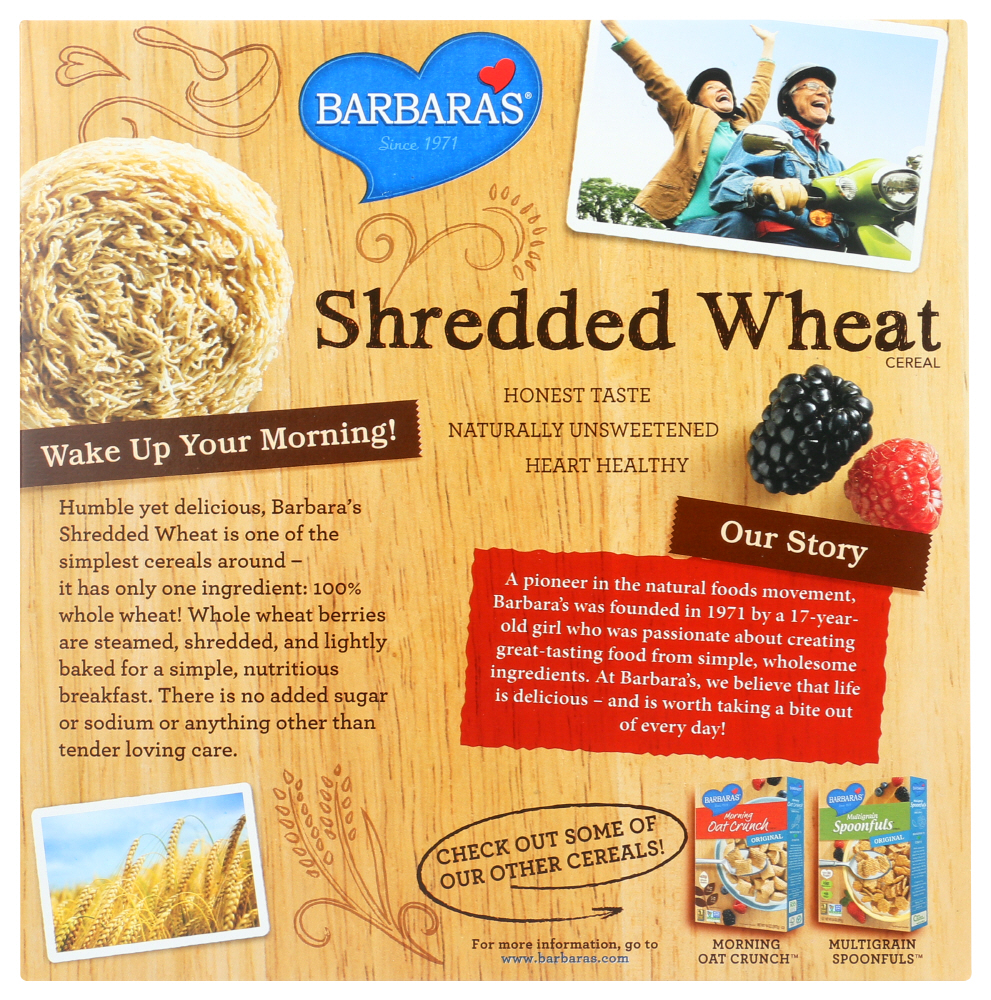 BARBARA'S®
Since 1971
Shredded Wheat
CEREAL
HONEST TASTE
NATURALLY UNSWEETENED
HEART HEALTHY
Wake Up Your Morning!
Humble yet delicious, Barbara's
Shredded Wheat is one of the
simplest cereals around –
it has only one ingredient: 100%
whole wheat! Whole wheat berries
are steamed, shredded, and lightly
baked for a simple, nutritious
breakfast. There is no added sugar
or sodium or anything other than
tender loving care.
Our Story
A pioneer in the natural foods movement,
Barbara's was founded in 1971 by a 17-year-
old girl who was passionate about creating
great-tasting food from simple, wholesome
ingredients. At Barbara's, we believe that life
is delicious – and is worth taking a bite out
of every day!
CHECK OUT SOME OF
OUR OTHER CEREALS!
For more information, go to
www.barbaras.com
BARBARA'S
Morning
Oat Crunch
ORIGINAL
MORNING
OAT CRUNCH™
BARBARA'S
Multigrain
Spoonfuls
ORIGINAL
MULTIGRAIN
SPOONFULS™